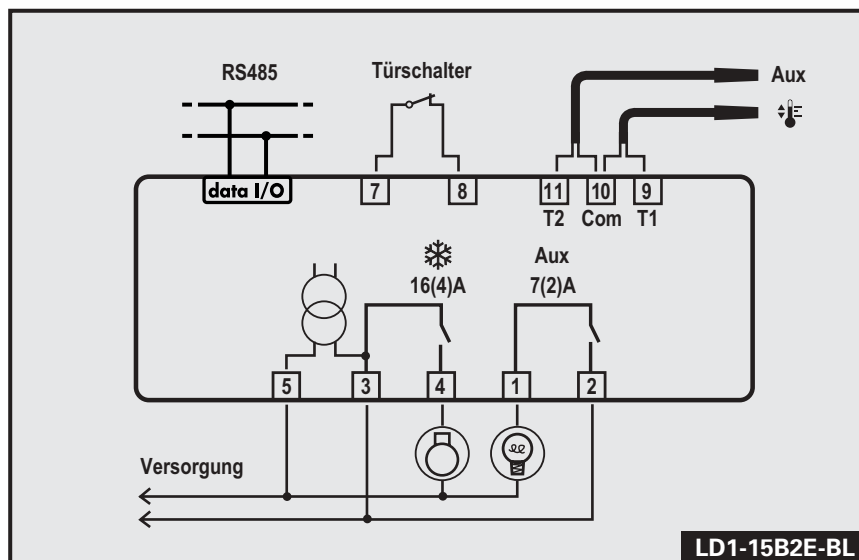 RS485 Türschalter Aux
data I/O 7 8 11 10 9
T2 Com T1
Aux
16(4)A 7(2)A
5 3 4 1 2
Versorgung
LD1-15B2E-BL